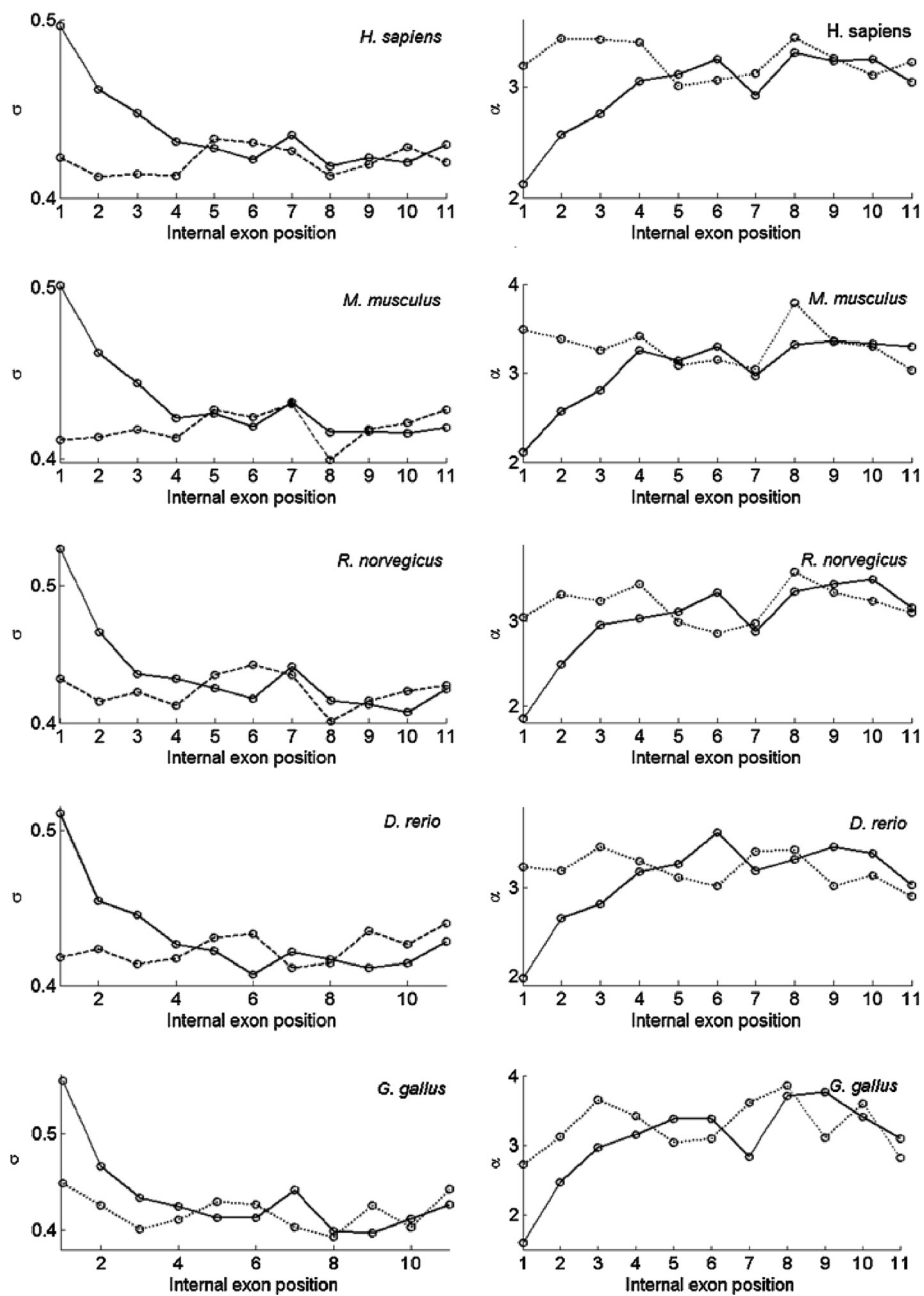 0.5
H. sapiens
σ
0.4
1 2 3 4 5 6 7 8 9 10 11
Internal exon position
H. sapiens
3
α
2
1 2 3 4 5 6 7 8 9 10 11
Internal exon position
0.5
M. musculus
σ
0.4
1 2 3 4 5 6 7 8 9 10 11
Internal exon position
4
M. musculus
α
3
2
1 2 3 4 5 6 7 8 9 10 11
Internal exon position
R. norvegicus
0.5
σ
0.4
1 2 3 4 5 6 7 8 9 10 11
Internal exon position
R. norvegicus
α
3
2
1 2 3 4 5 6 7 8 9 10 11
Internal exon position
D. rerio
0.5
σ
0.4
2 4 6 8 10
Internal exon position
D. rerio
α
3
2
1 2 3 4 5 6 7 8 9 10 11
Internal exon position
G. gallus
0.5
σ
0.4
2 4 6 8 10
Internal exon position
4
G. gallus
α
3
2
1 2 3 4 5 6 7 8 9 10 11
Internal exon position